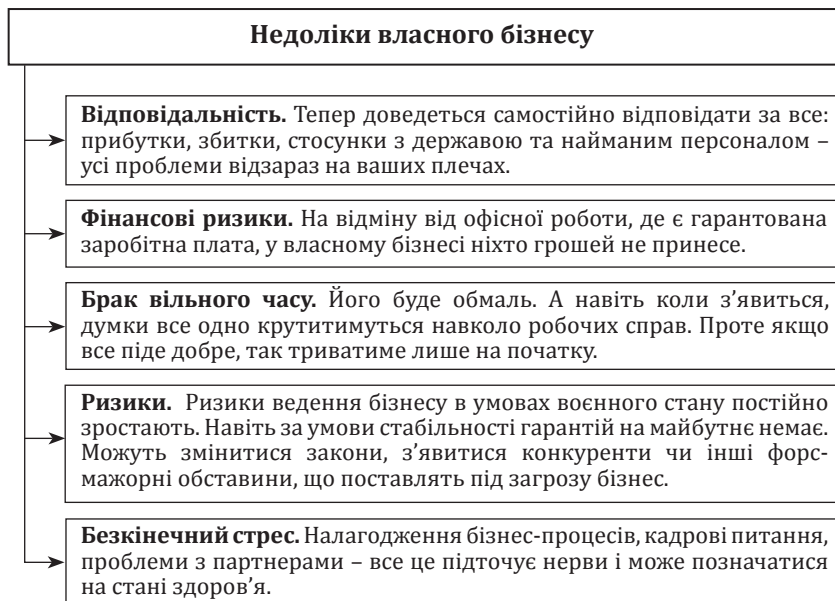 Недоліки власного бізнесу
Відповідальність. Тепер доведеться самостійно відповідати за все:
прибутки, збитки, стосунки з державою та найманим персоналом –
усі проблеми відзараз на ваших плечах.
Фінансові ризики. На відміну від офісної роботи, де є гарантована
заробітна плата, у власному бізнесі ніхто грошей не принесе.
Брак вільного часу. Його буде обмаль. А навіть коли з’явиться,
думки все одно крутитимуться навколо робочих справ. Проте якщо
все піде добре, так триватиме лише на початку.
Ризики. Ризики ведення бізнесу в умовах воєнного стану постійно
зростають. Навіть за умови стабільності гарантій на майбутнє немає.
Можуть змінитися закони, з’явитися конкуренти чи інші форс-
мажорні обставини, що поставлять під загрозу бізнес.
Безкінечний стрес. Налагодження бізнес-процесів, кадрові питання,
проблеми з партнерами – все це підточує нерви і може позначатися
на стані здоров’я.